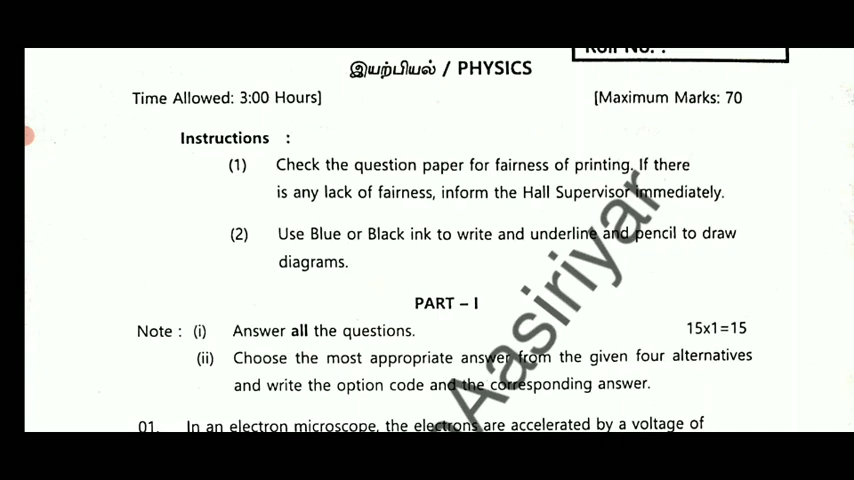 Roll No. :
இயற்பியல் / PHYSICS
Time Allowed: 3:00 Hours]
[Maximum Marks: 70
Instructions :
(1) Check the question paper for fairness of printing. If there
is any lack of fairness, inform the Hall Supervisor immediately.
(2) Use Blue or Black ink to write and underline and pencil to draw
diagrams.
PART – I
Note : (i) Answer all the questions. 15x1=15
(ii) Choose the most appropriate answer from the given four alternatives
and write the option code and the corresponding answer.
01. In an electron microscope, the electrons are accelerated by a voltage of
Aasiriyar